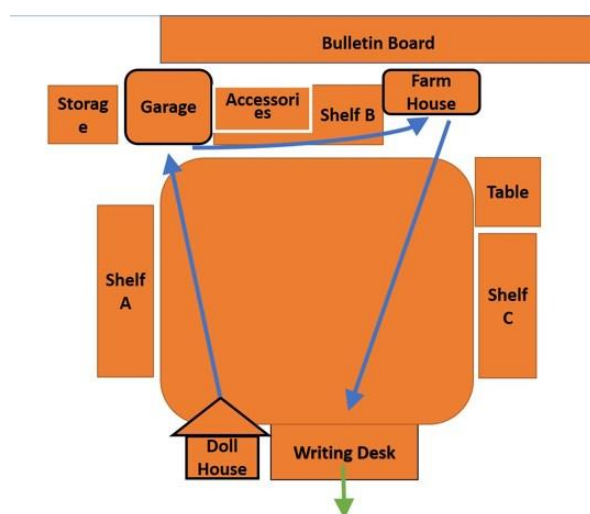 Bulletin Board
Storag
e
Garage
Accessori
es
Shelf B
Farm
House
Table
Shelf
A
Shelf
C
Doll
House
Writing Desk